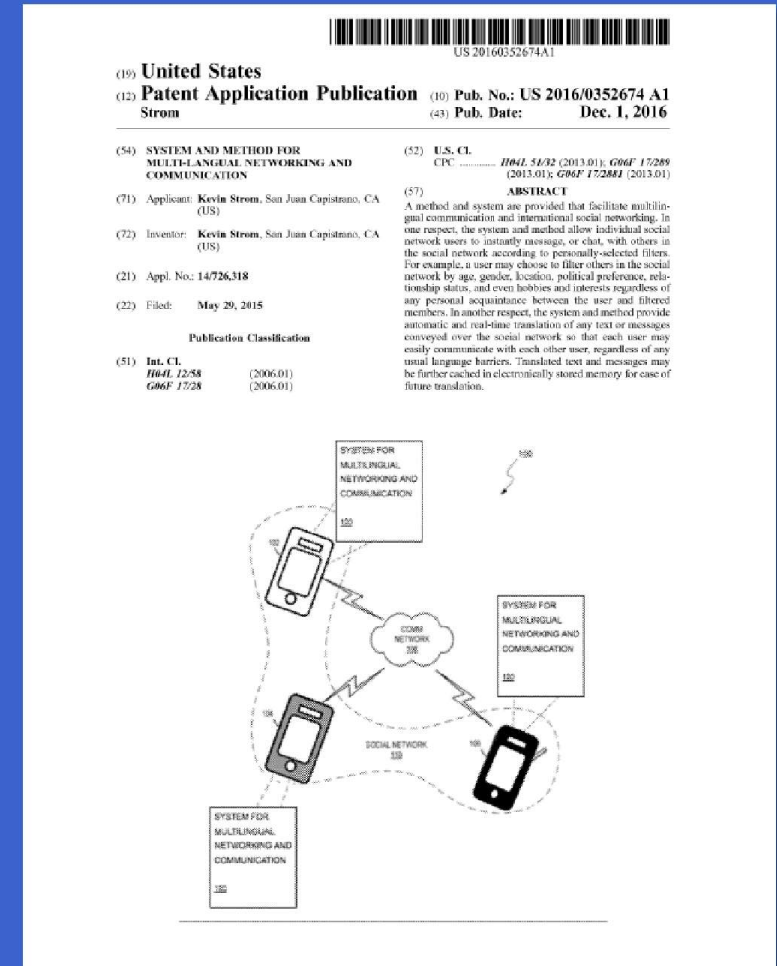 US 20160352674A1
(19) United States
(12) Patent Application Publication
Strom
(10) Pub. No.: US 2016/0352674 A1
(43) Pub. Date: Dec. 1, 2016
(54) SYSTEM AND METHOD FOR
MULTI-LANGUAL NETWORKING AND
COMMUNICATION
(71) Applicant: Kevin Strom, San Juan Capistrano, CA
(US)
(72) Inventor: Kevin Strom, San Juan Capistrano, CA
(US)
(21) Appl. No.: 14/726,318
(22) Filed: May 29, 2015
Publication Classification
(51) Int. Cl.
H04L 12/58 (2006.01)
G06F 17/28 (2006.01)
(52) U.S. Cl.
CPC ............. H04L 51/32 (2013.01); G06F 17/289
(2013.01); G06F 17/2881 (2013.01)
(57) ABSTRACT
A method and system are provided that facilitate multilin-
gual communication and international social networking. In
one respect, the system and method allow individual social
network users to instantly message, or chat, with others in
the social network according to personally-selected filters.
For example, a user may choose to filter others in the social
network by age, gender, location, political preference, rela-
tionship status, and even hobbies and interests regardless of
any personal acquaintance between the user and filtered
members. In another respect, the system and method provide
automatic and real-time translation of any text or messages
conveyed over the social network so that each user may
easily communicate with each other user, regardless of any
usual language barriers. Translated text and messages may
be further cached in electronically stored memory for ease of
future translation.
SYSTEM FOR
MULTILINGUAL
NETWORKING AND
COMMUNICATION
120
100
102
COMM
NETWORK
SYSTEM FOR
MULTILINGUAL
NETWORKING AND
COMMUNICATION
120
104
SOCIAL NETWORK
110
SYSTEM FOR
MULTILINGUAL
NETWORKING AND
COMMUNICATION
120